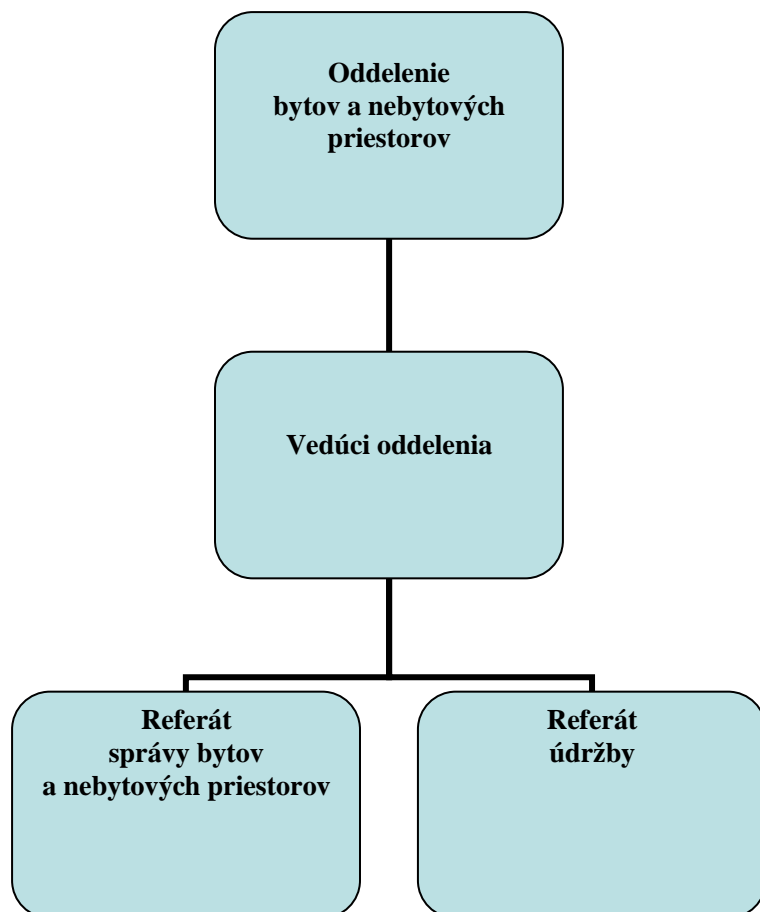 Oddelenie
bytov a nebytových
priestorov
Vedúci oddelenia
Referát
správy bytov
a nebytových priestorov
Referát
údržby